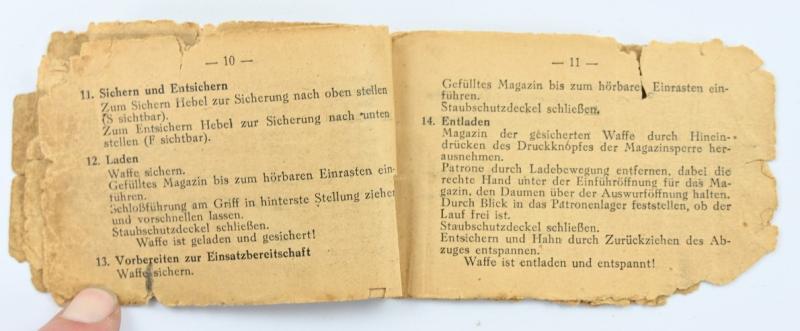 — 10 —
11. Sichern und Entsichern
Zum Sichern Hebel zur Sicherung nach oben stellen
(S sichtbar).
Zum Entsichern Hebel zur Sicherung nach unten
stellen (F sichtbar).
12. Laden
Waffe sichern.
Gefülltes Magazin bis zum hörbaren Einrasten ein-
führen.
Schloßführung am Griff in hinterste Stellung ziehen
und vorschnellen lassen.
Staubschutzdeckel schließen.
Waffe ist geladen und gesichert!
13. Vorbereiten zur Einsatzbereitschaft
Waffe sichern.
— 11 —
Gefülltes Magazin bis zum hörbaren Einrasten ein-
führen.
Staubschutzdeckel schließen.
14. Entladen
Magazin der gesicherten Waffe durch Hinein-
drücken des Druckknopfes der Magazinsperre her-
ausnehmen.
Patrone durch Ladebewegung entfernen, dabei die
rechte Hand unter der Einführöffnung für das Ma-
gazin, den Daumen über der Auswurföffnung halten.
Durch Blick in das Patronenlager feststellen, ob der
Lauf frei ist.
Staubschutzdeckel schließen.
Entsichern und Hahn durch Zurückziehen des Ab-
zuges entspannen.
Waffe ist entladen und entspannt!